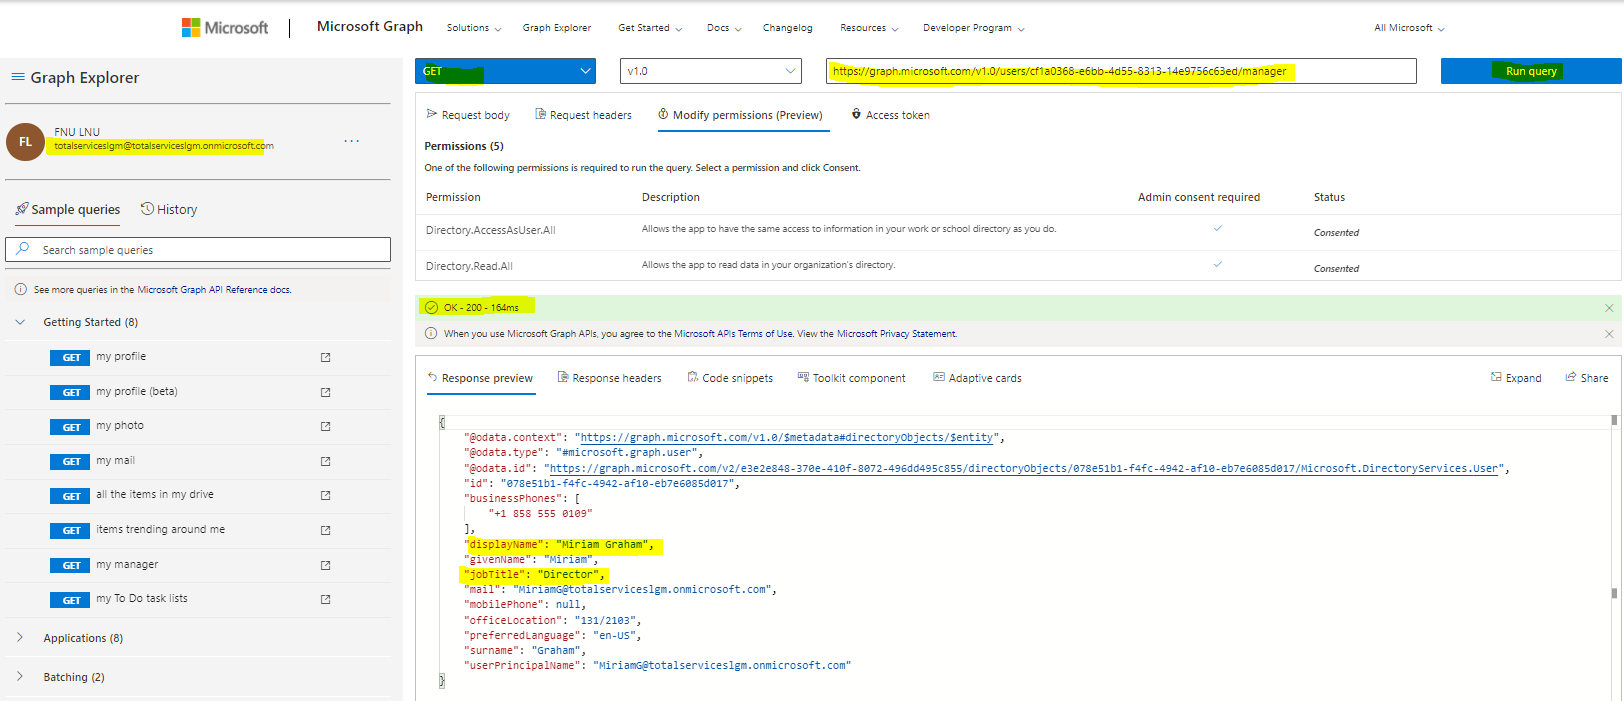 Microsoft
Microsoft Graph
Solutions
Graph Explorer
Get Started
Docs
Changelog
Resources
Developer Program
All Microsoft
Graph Explorer
GET
v1.0
https://graph.microsoft.com/v1.0/users/cf1a0368-e6bb-4d55-8313-14e9756c63ed/manager
Run query
FL
FNU LNU
totalserviceslgm@totalserviceslgm.onmicrosoft.com
...
Sample queries
History
Search sample queries
See more queries in the Microsoft Graph API Reference docs.
Getting Started (8)
GET my profile
GET my profile (beta)
GET my photo
GET my mail
GET all the items in my drive
GET items trending around me
GET my manager
GET my To Do task lists
Applications (8)
Batching (2)
Request body
Request headers
Modify permissions (Preview)
Access token
Permissions (5)
One of the following permissions is required to run the query. Select a permission and click Consent.
Permission Description Admin consent required Status
Directory.AccessAsUser.All Allows the app to have the same access to information in your work or school directory as you do. Consented
Directory.Read.All Allows the app to read data in your organization's directory. Consented
OK - 200 - 164ms
When you use Microsoft Graph APIs, you agree to the Microsoft APIs Terms of Use. View the Microsoft Privacy Statement.
Response preview
Response headers
Code snippets
Toolkit component
Adaptive cards
Expand
Share
{
"@odata.context": "https://graph.microsoft.com/v1.0/$metadata#directoryObjects/$entity",
"@odata.type": "#microsoft.graph.user",
"@odata.id": "https://graph.microsoft.com/v2/e3e2e848-370e-410f-8072-496dd495c855/directoryObjects/078e51b1-f4fc-4942-af10-eb7e6085d017/Microsoft.DirectoryServices.User",
"id": "078e51b1-f4fc-4942-af10-eb7e6085d017",
"businessPhones": [
"+1 858 555 0109"
],
"displayName": "Miriam Graham",
"givenName": "Miriam",
"jobTitle": "Director",
"mail": "MiriamG@totalserviceslgm.onmicrosoft.com",
"mobilePhone": null,
"officeLocation": "131/2103",
"preferredLanguage": "en-US",
"surname": "Graham",
"userPrincipalName": "MiriamG@totalserviceslgm.onmicrosoft.com"
}